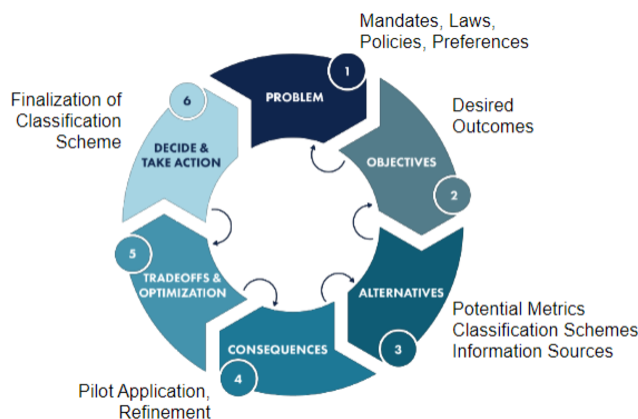 Mandates, Laws,
Policies, Preferences
1
PROBLEM
Desired
Outcomes
OBJECTIVES
2
ALTERNATIVES
3
Potential Metrics
Classification Schemes
Information Sources
CONSEQUENCES
4
Pilot Application,
Refinement
5
TRADEOFFS &
OPTIMIZATION
6
DECIDE &
TAKE ACTION
Finalization of
Classification
Scheme